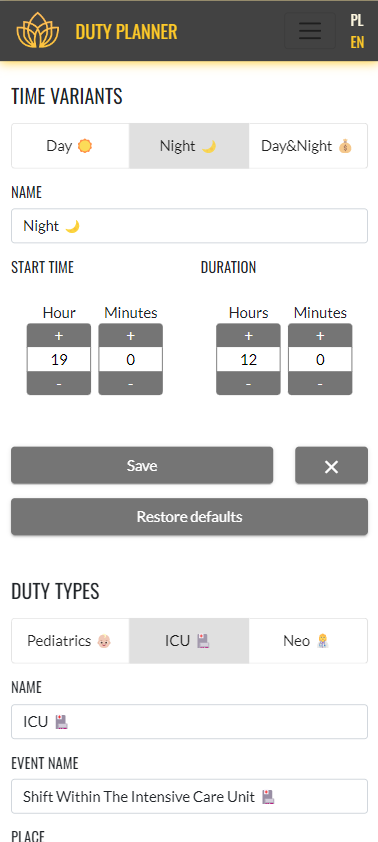 DUTY PLANNER
PL
EN
TIME VARIANTS
Day 🌞 Night 🌙 Day&Night 💰
NAME
Night 🌙
START TIME DURATION
Hour Minutes Hours Minutes
+ + + +
19 0 12 0
- - - -
Save ✕
Restore defaults
DUTY TYPES
Pediatrics 👶 ICU 💾 Neo 🤱
NAME
ICU 💾
EVENT NAME
Shift Within The Intensive Care Unit 💾
PLACE